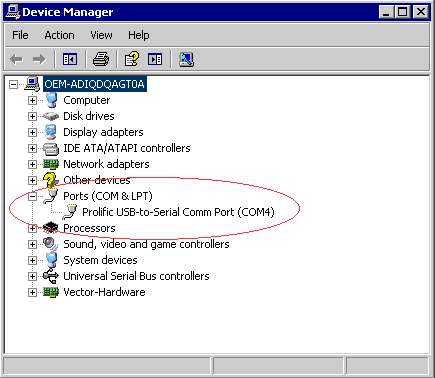 Device Manager
File Action View Help
OEM-ADIQDQAGT0A
Computer
Disk drives
Display adapters
IDE ATA/ATAPI controllers
Network adapters
Other devices
Ports (COM & LPT)
Prolific USB-to-Serial Comm Port (COM4)
Processors
Sound, video and game controllers
System devices
Universal Serial Bus controllers
Vector-Hardware